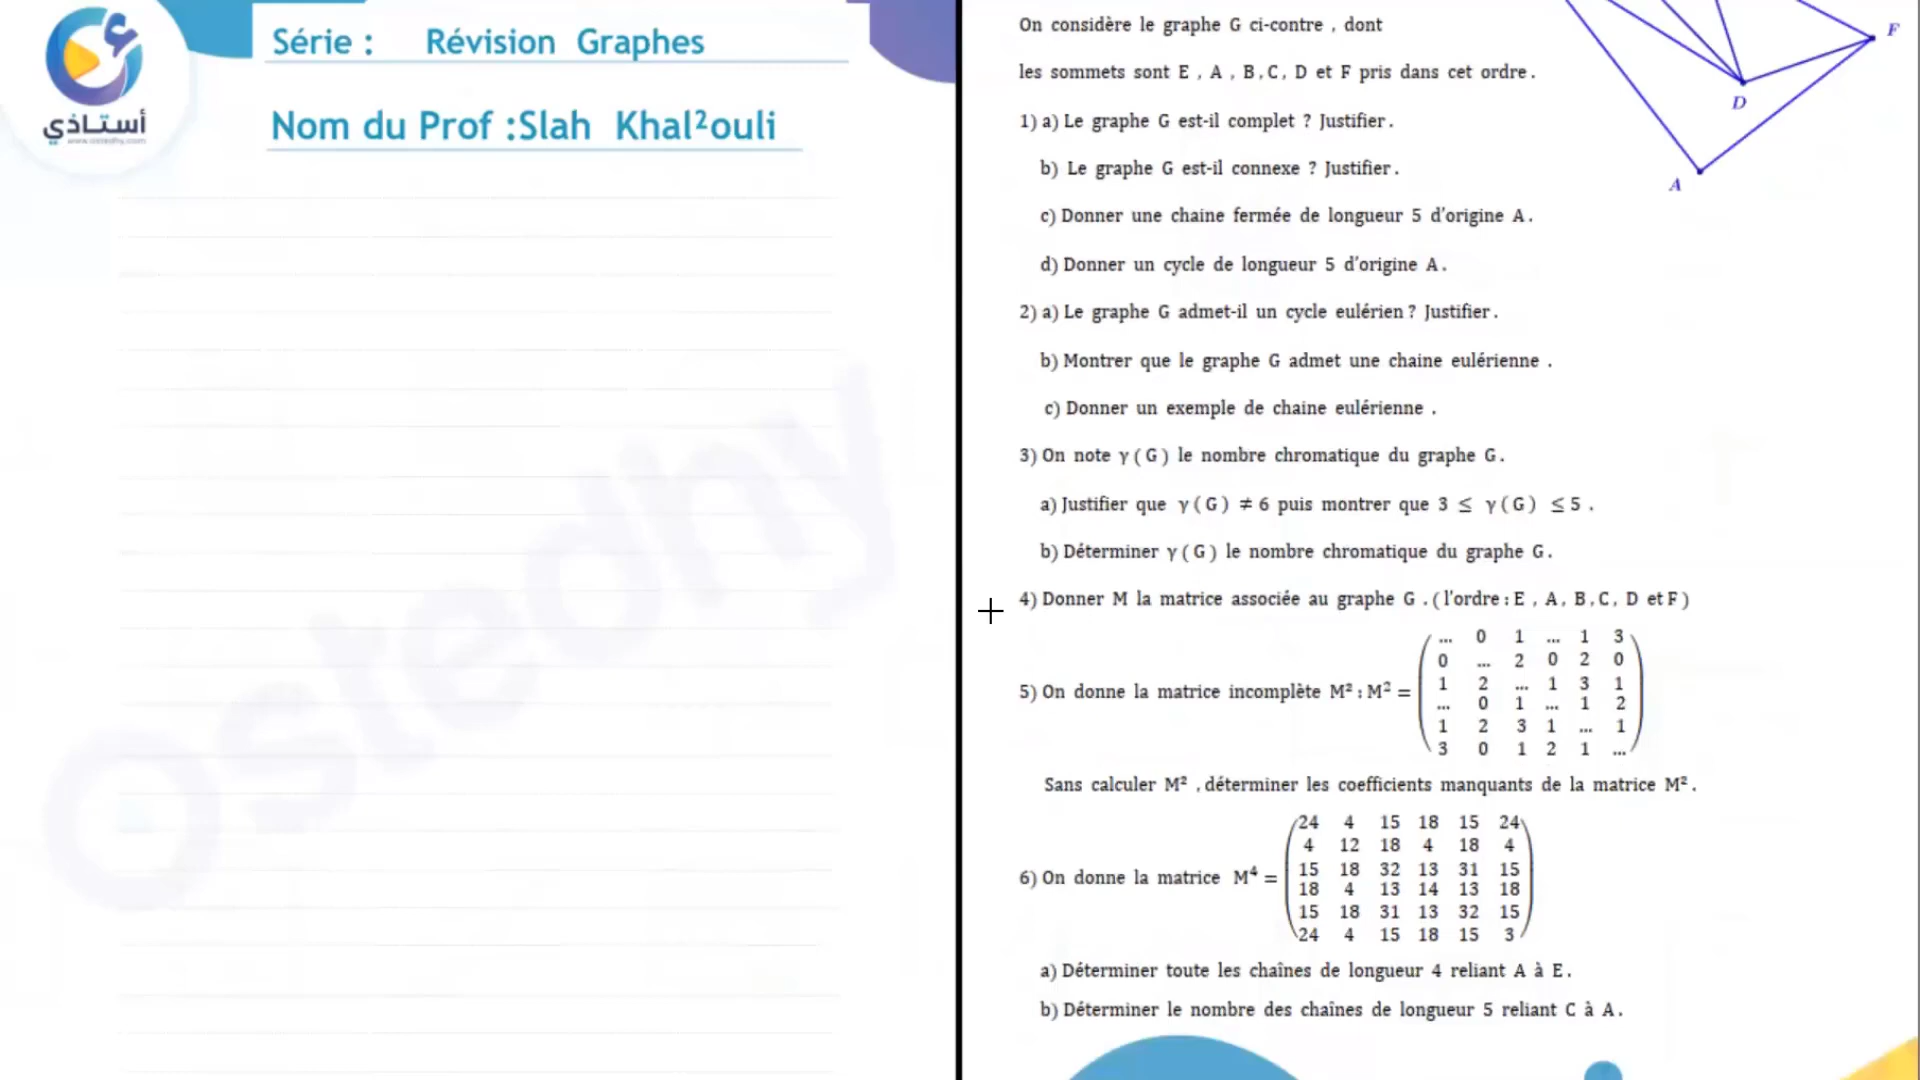 أستاذي
www.ostedhy.com
Série : Révision Graphes
Nom du Prof :Slah Khal²ouli
ostedhy
On considère le graphe G ci-contre , dont
les sommets sont E , A , B , C , D et F pris dans cet ordre .
F
D
A
1) a) Le graphe G est-il complet ? Justifier .
b) Le graphe G est-il connexe ? Justifier .
c) Donner une chaine fermée de longueur 5 d'origine A .
d) Donner un cycle de longueur 5 d'origine A .
2) a) Le graphe G admet-il un cycle eulérien ? Justifier .
b) Montrer que le graphe G admet une chaine eulérienne .
c) Donner un exemple de chaine eulérienne .
3) On note γ ( G ) le nombre chromatique du graphe G .
a) Justifier que γ ( G ) ≠ 6 puis montrer que 3 ≤ γ ( G ) ≤ 5 .
b) Déterminer γ ( G ) le nombre chromatique du graphe G .
4) Donner M la matrice associée au graphe G . ( l'ordre : E , A , B , C , D et F )
5) On donne la matrice incomplète M² : M² =
... 0 1 ... 1 3
0 ... 2 0 2 0
1 2 ... 1 3 1
... 0 1 ... 1 2
1 2 3 1 ... 1
3 0 1 2 1 ...
Sans calculer M² , déterminer les coefficients manquants de la matrice M² .
6) On donne la matrice M⁴ =
24 4 15 18 15 24
4 12 18 4 18 4
15 18 32 13 31 15
18 4 13 14 13 18
15 18 31 13 32 15
24 4 15 18 15 3
a) Déterminer toute les chaînes de longueur 4 reliant A à E .
b) Déterminer le nombre des chaînes de longueur 5 reliant C à A .